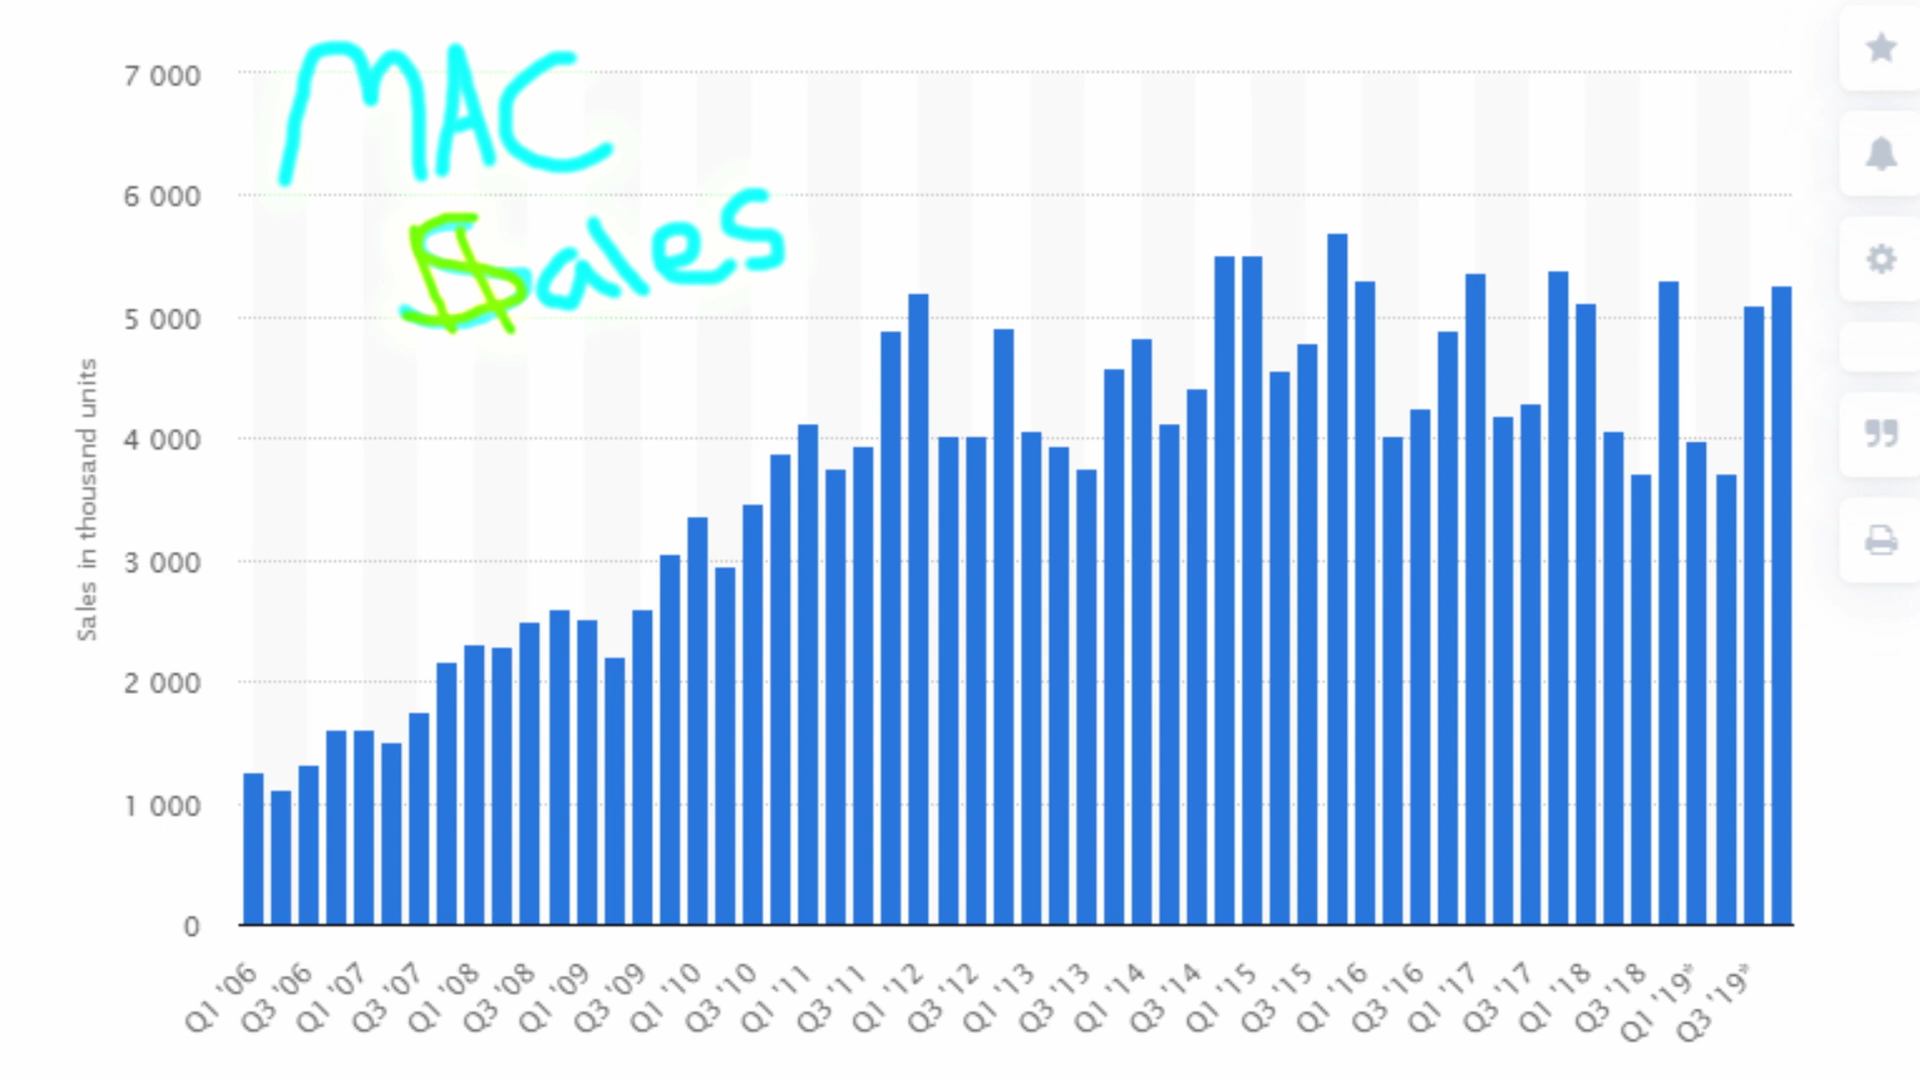 MAC
$ales
7 000
6 000
5 000
4 000
3 000
2 000
1 000
0
Sales in thousand units
Q1 '06
Q3 '06
Q1 '07
Q3 '07
Q1 '08
Q3 '08
Q1 '09
Q3 '09
Q1 '10
Q3 '10
Q1 '11
Q3 '11
Q1 '12
Q3 '12
Q1 '13
Q3 '13
Q1 '14
Q3 '14
Q1 '15
Q3 '15
Q1 '16
Q3 '16
Q1 '17
Q3 '17
Q1 '18
Q3 '18
Q1 '19*
Q3 '19*